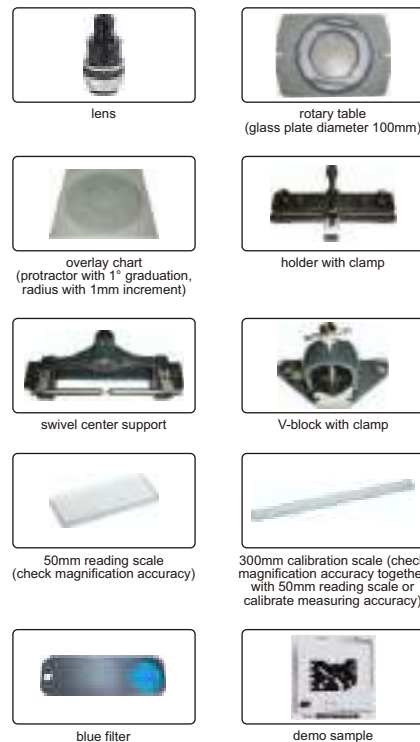 lens
rotary table
(glass plate diameter 100mm)
overlay chart
(protractor with 1° graduation,
radius with 1mm increment)
holder with clamp
swivel center support
V-block with clamp
50mm reading scale
(check magnification accuracy)
300mm calibration scale (check
magnification accuracy together
with 50mm reading scale or
calibrate measuring accuracy)
blue filter
demo sample